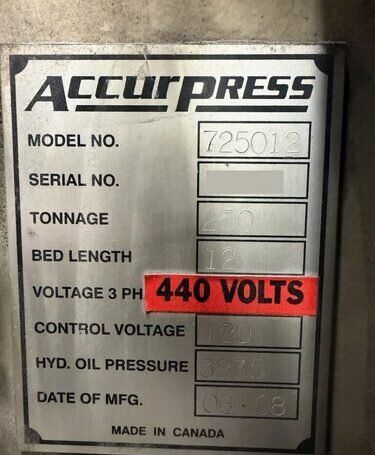 ACCURPRESS
MODEL NO. 725012
SERIAL NO.
TONNAGE 250
BED LENGTH 12
VOLTAGE 3 PH. 440 VOLTS
CONTROL VOLTAGE 120
HYD. OIL PRESSURE
DATE OF MFG. 06-08
MADE IN CANADA